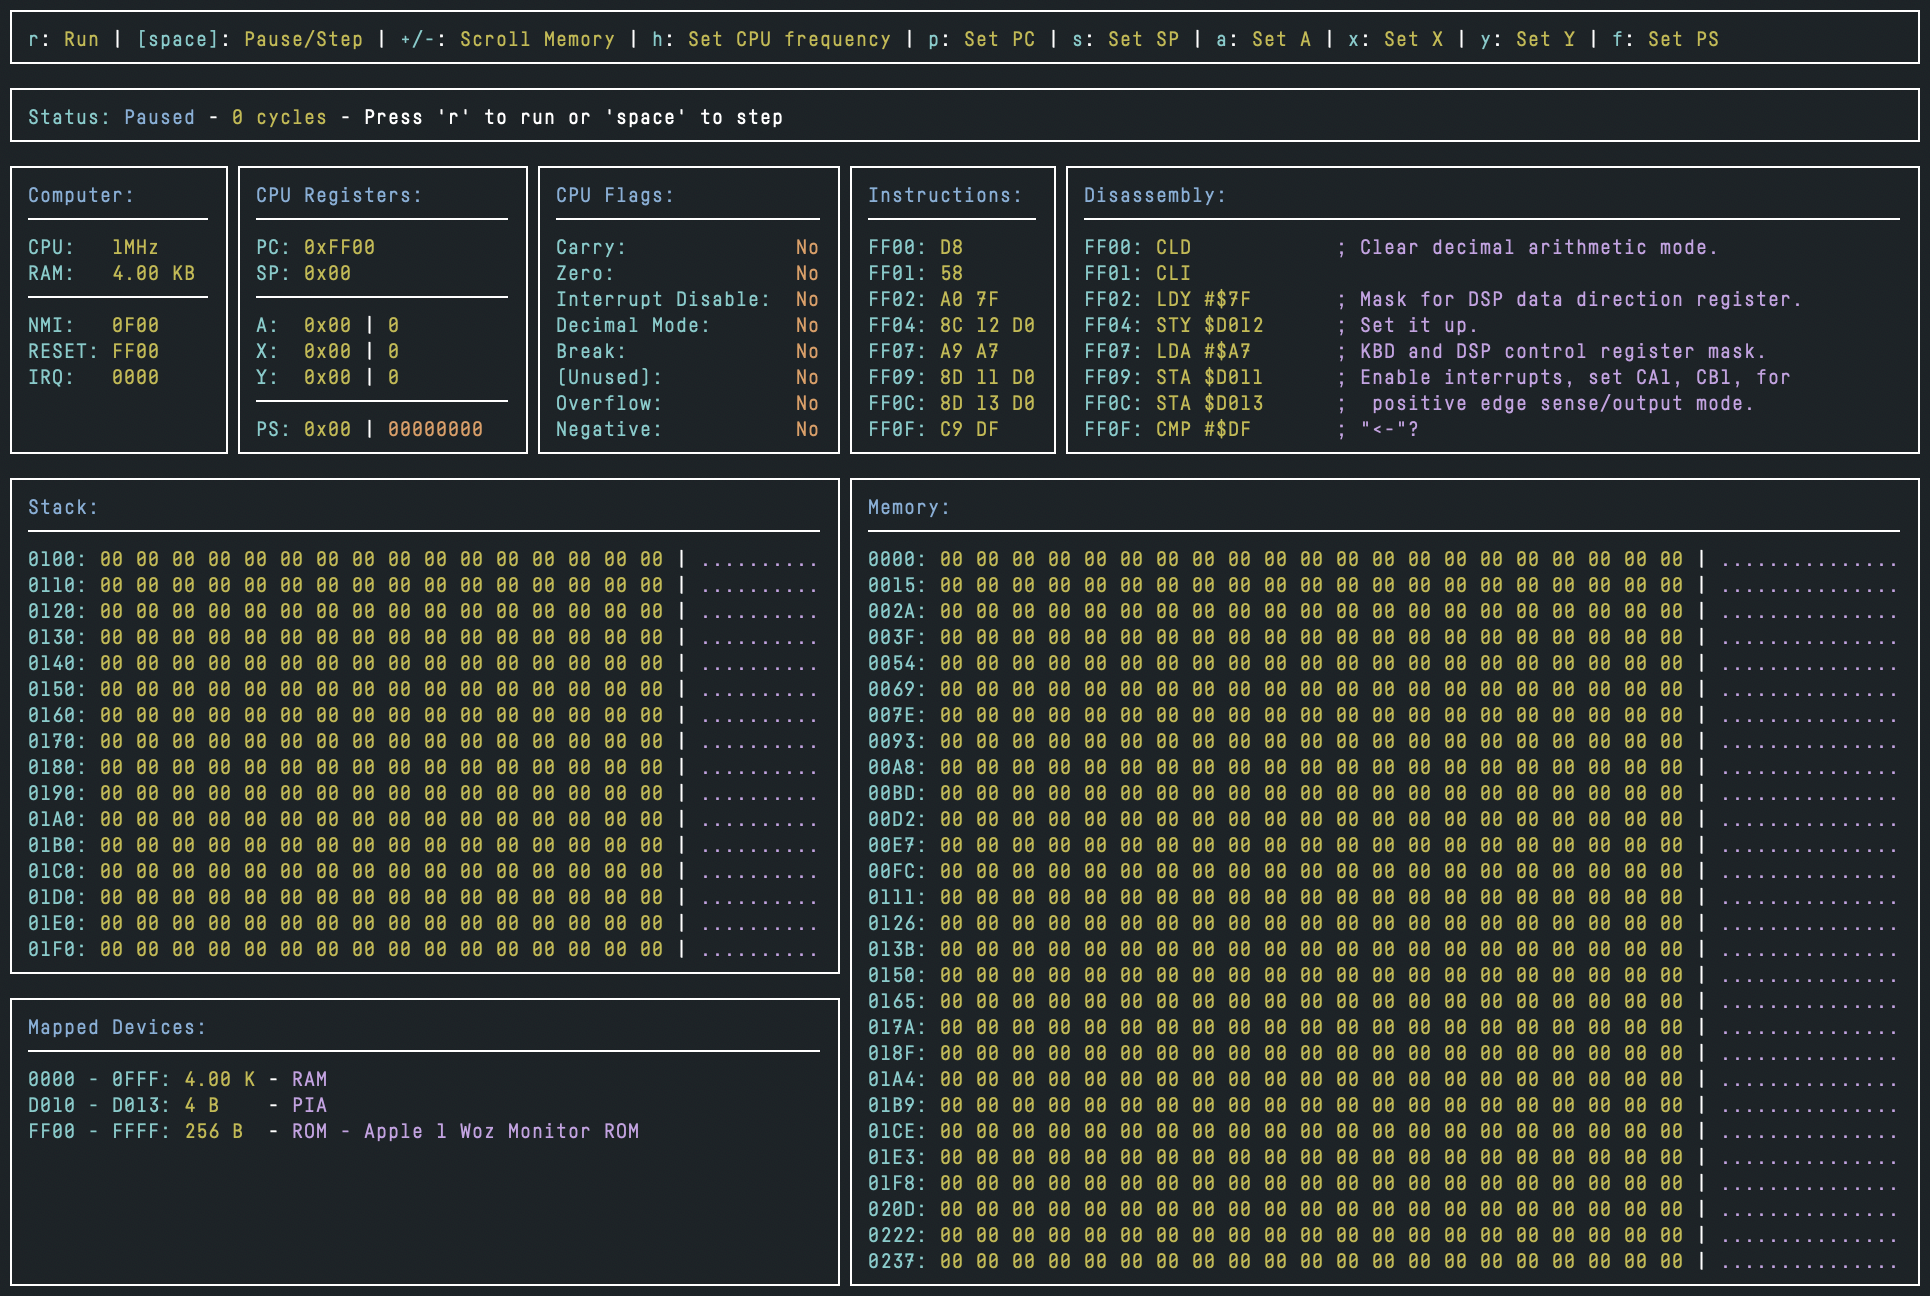 r: Run | [space]: Pause/Step | +/-: Scroll Memory | h: Set CPU frequency | p: Set PC | s: Set SP | a: Set A | x: Set X | y: Set Y | f: Set PS
Status: Paused - 0 cycles - Press 'r' to run or 'space' to step
Computer:
CPU: 1MHz
RAM: 4.00 KB
NMI: 0F00
RESET: FF00
IRQ: 0000
CPU Registers:
PC: 0xFF00
SP: 0x00
A: 0x00 | 0
X: 0x00 | 0
Y: 0x00 | 0
PS: 0x00 | 00000000
CPU Flags:
Carry: No
Zero: No
Interrupt Disable: No
Decimal Mode: No
Break: No
[Unused]: No
Overflow: No
Negative: No
Instructions:
FF00: D8
FF01: 58
FF02: A0 7F
FF04: 8C 12 D0
FF07: A9 A7
FF09: 8D 11 D0
FF0C: 8D 13 D0
FF0F: C9 DF
Disassembly:
FF00: CLD ; Clear decimal arithmetic mode.
FF01: CLI
FF02: LDY #$7F ; Mask for DSP data direction register.
FF04: STY $D012 ; Set it up.
FF07: LDA #$A7 ; KBD and DSP control register mask.
FF09: STA $D011 ; Enable interrupts, set CA1, CB1, for
FF0C: STA $D013 ; positive edge sense/output mode.
FF0F: CMP #$DF ; "<-"?
Stack:
0100: 00 00 00 00 00 00 00 00 00 00 00 00 00 00 00 00 | ..........
0110: 00 00 00 00 00 00 00 00 00 00 00 00 00 00 00 00 | ..........
0120: 00 00 00 00 00 00 00 00 00 00 00 00 00 00 00 00 | ..........
0130: 00 00 00 00 00 00 00 00 00 00 00 00 00 00 00 00 | ..........
0140: 00 00 00 00 00 00 00 00 00 00 00 00 00 00 00 00 | ..........
0150: 00 00 00 00 00 00 00 00 00 00 00 00 00 00 00 00 | ..........
0160: 00 00 00 00 00 00 00 00 00 00 00 00 00 00 00 00 | ..........
0170: 00 00 00 00 00 00 00 00 00 00 00 00 00 00 00 00 | ..........
0180: 00 00 00 00 00 00 00 00 00 00 00 00 00 00 00 00 | ..........
0190: 00 00 00 00 00 00 00 00 00 00 00 00 00 00 00 00 | ..........
01A0: 00 00 00 00 00 00 00 00 00 00 00 00 00 00 00 00 | ..........
01B0: 00 00 00 00 00 00 00 00 00 00 00 00 00 00 00 00 | ..........
01C0: 00 00 00 00 00 00 00 00 00 00 00 00 00 00 00 00 | ..........
01D0: 00 00 00 00 00 00 00 00 00 00 00 00 00 00 00 00 | ..........
01E0: 00 00 00 00 00 00 00 00 00 00 00 00 00 00 00 00 | ..........
01F0: 00 00 00 00 00 00 00 00 00 00 00 00 00 00 00 00 | ..........
Mapped Devices:
0000 - 0FFF: 4.00 K - RAM
D010 - D013: 4 B - PIA
FF00 - FFFF: 256 B - ROM - Apple 1 Woz Monitor ROM
Memory:
0000: 00 00 00 00 00 00 00 00 00 00 00 00 00 00 00 00 00 00 00 00 00 | ...............
0015: 00 00 00 00 00 00 00 00 00 00 00 00 00 00 00 00 00 00 00 00 00 | ...............
002A: 00 00 00 00 00 00 00 00 00 00 00 00 00 00 00 00 00 00 00 00 00 | ...............
003F: 00 00 00 00 00 00 00 00 00 00 00 00 00 00 00 00 00 00 00 00 00 | ...............
0054: 00 00 00 00 00 00 00 00 00 00 00 00 00 00 00 00 00 00 00 00 00 | ...............
0069: 00 00 00 00 00 00 00 00 00 00 00 00 00 00 00 00 00 00 00 00 00 | ...............
007E: 00 00 00 00 00 00 00 00 00 00 00 00 00 00 00 00 00 00 00 00 00 | ...............
0093: 00 00 00 00 00 00 00 00 00 00 00 00 00 00 00 00 00 00 00 00 00 | ...............
00A8: 00 00 00 00 00 00 00 00 00 00 00 00 00 00 00 00 00 00 00 00 00 | ...............
00BD: 00 00 00 00 00 00 00 00 00 00 00 00 00 00 00 00 00 00 00 00 00 | ...............
00D2: 00 00 00 00 00 00 00 00 00 00 00 00 00 00 00 00 00 00 00 00 00 | ...............
00E7: 00 00 00 00 00 00 00 00 00 00 00 00 00 00 00 00 00 00 00 00 00 | ...............
00FC: 00 00 00 00 00 00 00 00 00 00 00 00 00 00 00 00 00 00 00 00 00 | ...............
0111: 00 00 00 00 00 00 00 00 00 00 00 00 00 00 00 00 00 00 00 00 00 | ...............
0126: 00 00 00 00 00 00 00 00 00 00 00 00 00 00 00 00 00 00 00 00 00 | ...............
013B: 00 00 00 00 00 00 00 00 00 00 00 00 00 00 00 00 00 00 00 00 00 | ...............
0150: 00 00 00 00 00 00 00 00 00 00 00 00 00 00 00 00 00 00 00 00 00 | ...............
0165: 00 00 00 00 00 00 00 00 00 00 00 00 00 00 00 00 00 00 00 00 00 | ...............
017A: 00 00 00 00 00 00 00 00 00 00 00 00 00 00 00 00 00 00 00 00 00 | ...............
018F: 00 00 00 00 00 00 00 00 00 00 00 00 00 00 00 00 00 00 00 00 00 | ...............
01A4: 00 00 00 00 00 00 00 00 00 00 00 00 00 00 00 00 00 00 00 00 00 | ...............
01B9: 00 00 00 00 00 00 00 00 00 00 00 00 00 00 00 00 00 00 00 00 00 | ...............
01CE: 00 00 00 00 00 00 00 00 00 00 00 00 00 00 00 00 00 00 00 00 00 | ...............
01E3: 00 00 00 00 00 00 00 00 00 00 00 00 00 00 00 00 00 00 00 00 00 | ...............
01F8: 00 00 00 00 00 00 00 00 00 00 00 00 00 00 00 00 00 00 00 00 00 | ...............
020D: 00 00 00 00 00 00 00 00 00 00 00 00 00 00 00 00 00 00 00 00 00 | ...............
0222: 00 00 00 00 00 00 00 00 00 00 00 00 00 00 00 00 00 00 00 00 00 | ...............
0237: 00 00 00 00 00 00 00 00 00 00 00 00 00 00 00 00 00 00 00 00 00 | ...............